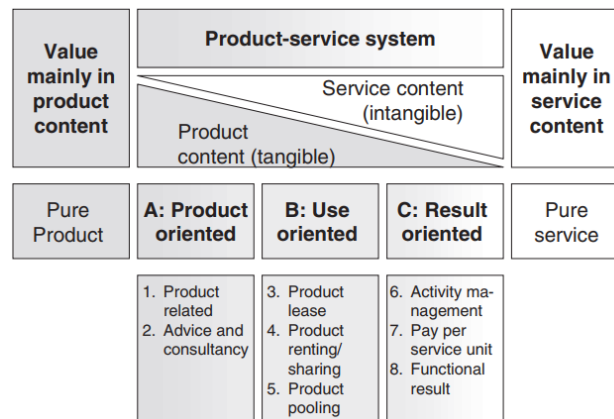 Value
mainly in
product
content
Product-service system
Service content
(intangible)
Product
content (tangible)
Value
mainly in
service
content
Pure
Product
A: Product
oriented
B: Use
oriented
C: Result
oriented
Pure
service
1. Product
related
2. Advice and
consultancy
3. Product
lease
4. Product
renting/
sharing
5. Product
pooling
6. Activity ma-
nagement
7. Pay per
service unit
8. Functional
result